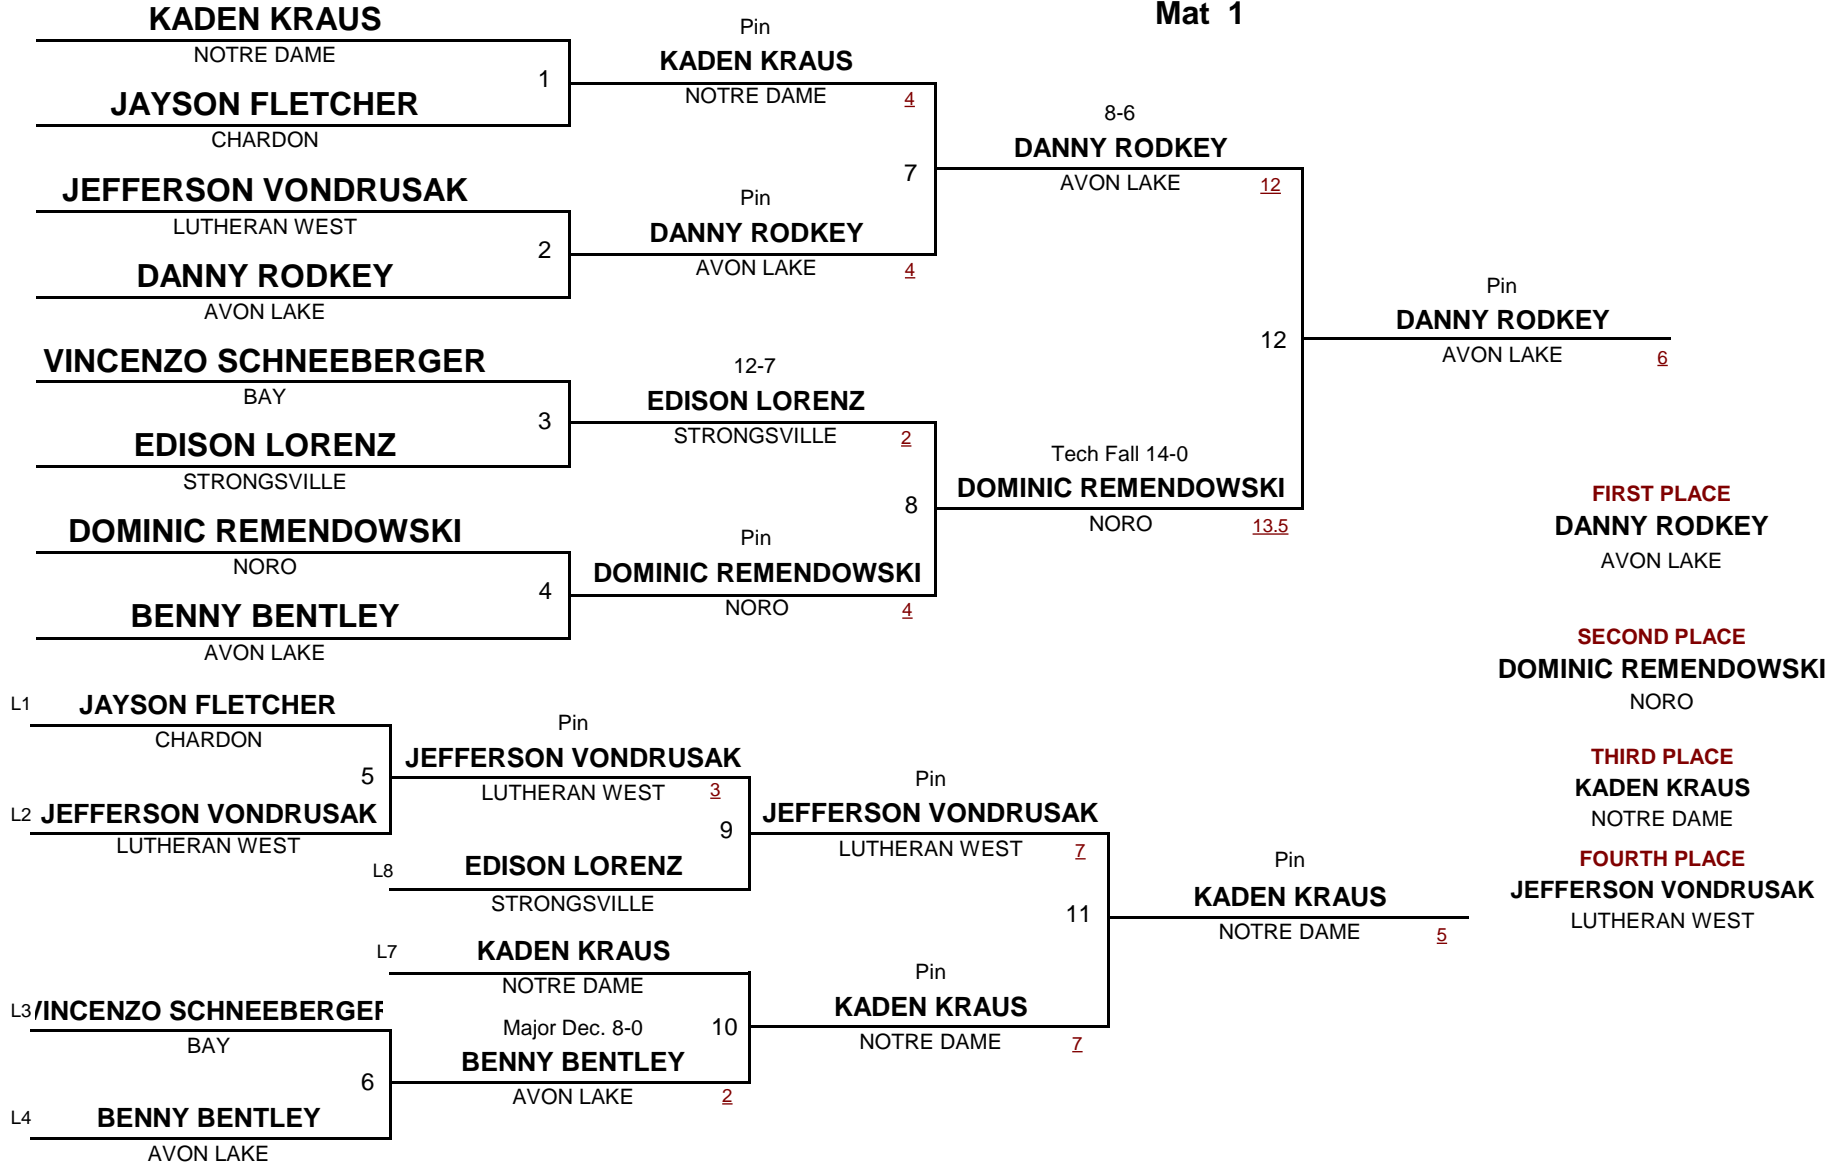 Mat 1
KADEN KRAUS
NOTRE DAME
1
JAYSON FLETCHER
CHARDON
JEFFERSON VONDRUSAK
LUTHERAN WEST
2
DANNY RODKEY
AVON LAKE
VINCENZO SCHNEEBERGER
BAY
3
EDISON LORENZ
STRONGSVILLE
DOMINIC REMENDOWSKI
NORO
4
BENNY BENTLEY
AVON LAKE
Pin
KADEN KRAUS
NOTRE DAME 4
7
Pin
DANNY RODKEY
AVON LAKE 4
12-7
EDISON LORENZ
STRONGSVILLE 2
8
Pin
DOMINIC REMENDOWSKI
NORO 4
8-6
DANNY RODKEY
AVON LAKE 12
12
Tech Fall 14-0
DOMINIC REMENDOWSKI
NORO 13.5
Pin
DANNY RODKEY
AVON LAKE 6
FIRST PLACE
DANNY RODKEY
AVON LAKE
SECOND PLACE
DOMINIC REMENDOWSKI
NORO
THIRD PLACE
KADEN KRAUS
NOTRE DAME
FOURTH PLACE
JEFFERSON VONDRUSAK
LUTHERAN WEST
L1 JAYSON FLETCHER
CHARDON
5
L2 JEFFERSON VONDRUSAK
LUTHERAN WEST
Pin
JEFFERSON VONDRUSAK
LUTHERAN WEST 3
9
L8 EDISON LORENZ
STRONGSVILLE
L7 KADEN KRAUS
NOTRE DAME
10
L3 VINCENZO SCHNEEBERGER
BAY
6
L4 BENNY BENTLEY
AVON LAKE
Major Dec. 8-0
BENNY BENTLEY
AVON LAKE 2
Pin
JEFFERSON VONDRUSAK
LUTHERAN WEST 7
11
Pin
KADEN KRAUS
NOTRE DAME 7
Pin
KADEN KRAUS
NOTRE DAME 5